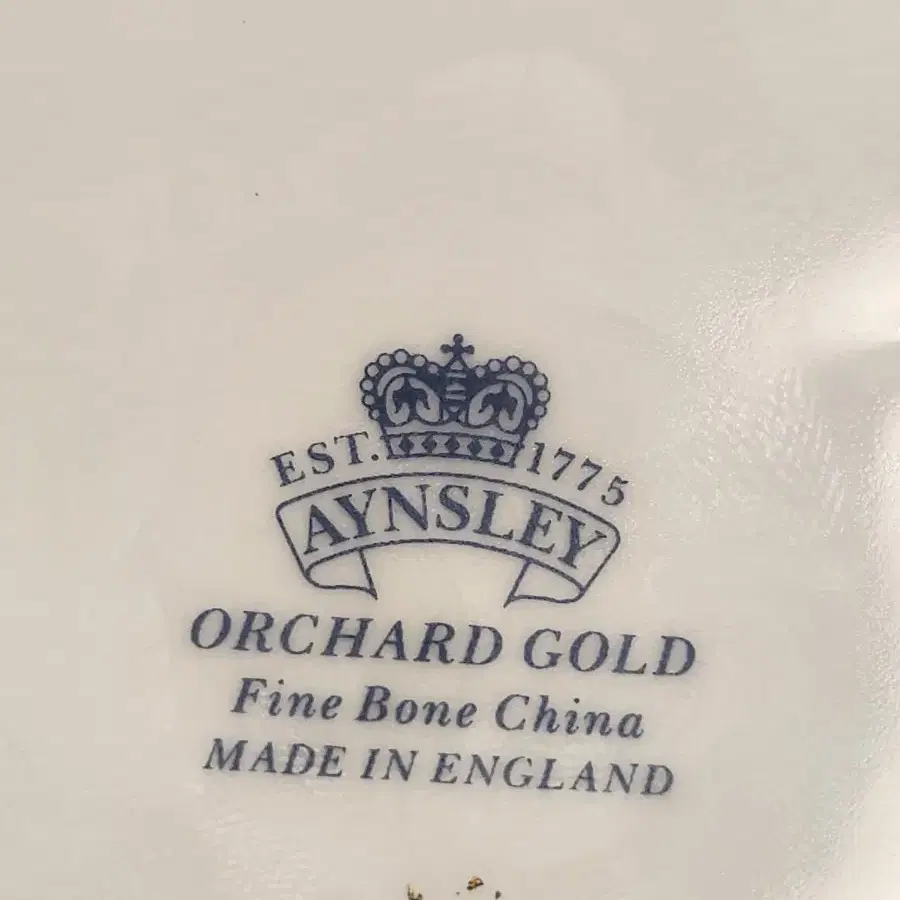 EST. 1775
AYNSLEY
ORCHARD GOLD
Fine Bone China
MADE IN ENGLAND